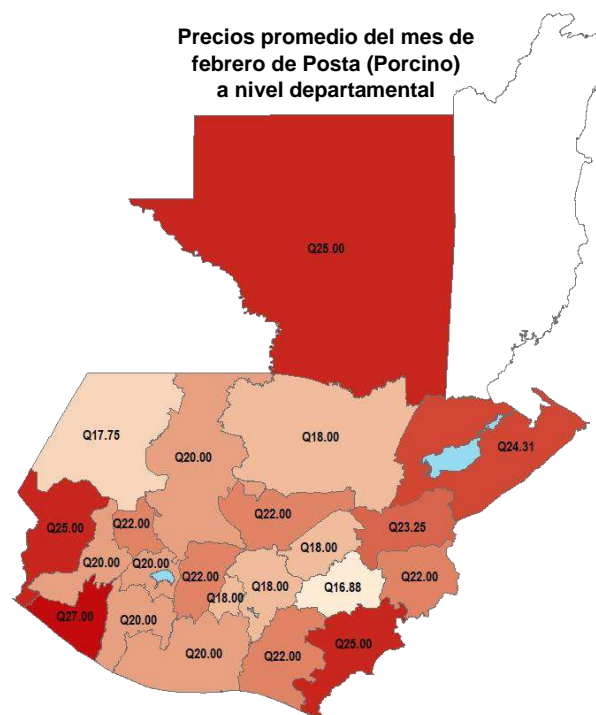 Precios promedio del mes de
febrero de Posta (Porcino)
a nivel departamental
Q25.00
Q17.75
Q20.00
Q18.00
Q24.31
Q25.00
Q22.00
Q22.00
Q23.25
Q18.00
Q20.00
Q20.00
Q22.00
Q18.00
Q18.00
Q16.88
Q22.00
Q27.00
Q20.00
Q20.00
Q22.00
Q25.00